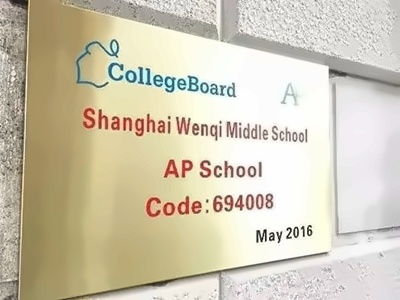 CollegeBoard
A+
Shanghai Wenqi Middle School
AP School
Code:694008
May 2016